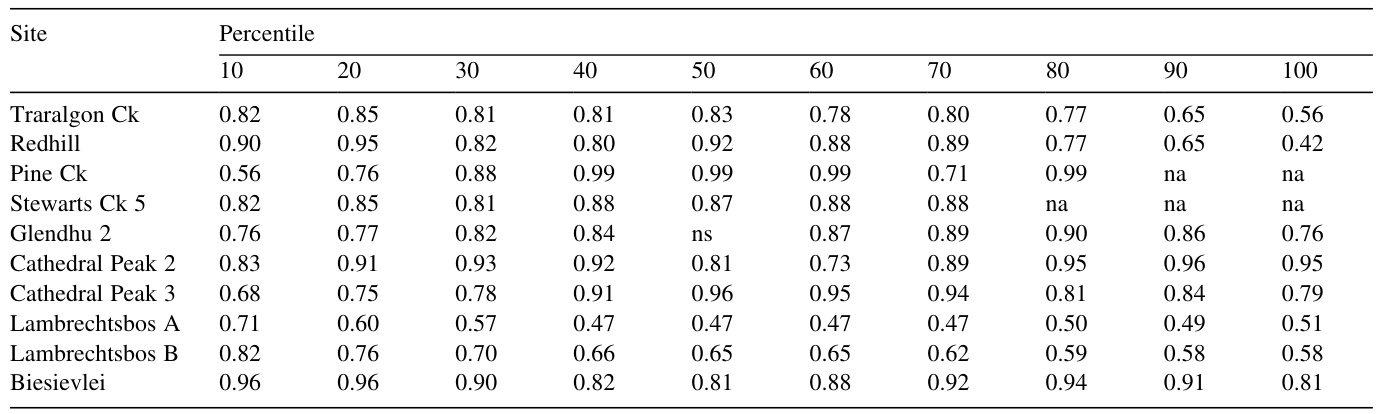 Site Percentile
10 20 30 40 50 60 70 80 90 100
Traralgon Ck 0.82 0.85 0.81 0.81 0.83 0.78 0.80 0.77 0.65 0.56
Redhill 0.90 0.95 0.82 0.80 0.92 0.88 0.89 0.77 0.65 0.42
Pine Ck 0.56 0.76 0.88 0.99 0.99 0.99 0.71 0.99 na na
Stewarts Ck 5 0.82 0.85 0.81 0.88 0.87 0.88 0.88 na na na
Glendhu 2 0.76 0.77 0.82 0.84 ns 0.87 0.89 0.90 0.86 0.76
Cathedral Peak 2 0.83 0.91 0.93 0.92 0.81 0.73 0.89 0.95 0.96 0.95
Cathedral Peak 3 0.68 0.75 0.78 0.91 0.96 0.95 0.94 0.81 0.84 0.79
Lambrechtsbos A 0.71 0.60 0.57 0.47 0.47 0.47 0.47 0.50 0.49 0.51
Lambrechtsbos B 0.82 0.76 0.70 0.66 0.65 0.65 0.62 0.59 0.58 0.58
Biesievlei 0.96 0.96 0.90 0.82 0.81 0.88 0.92 0.94 0.91 0.81